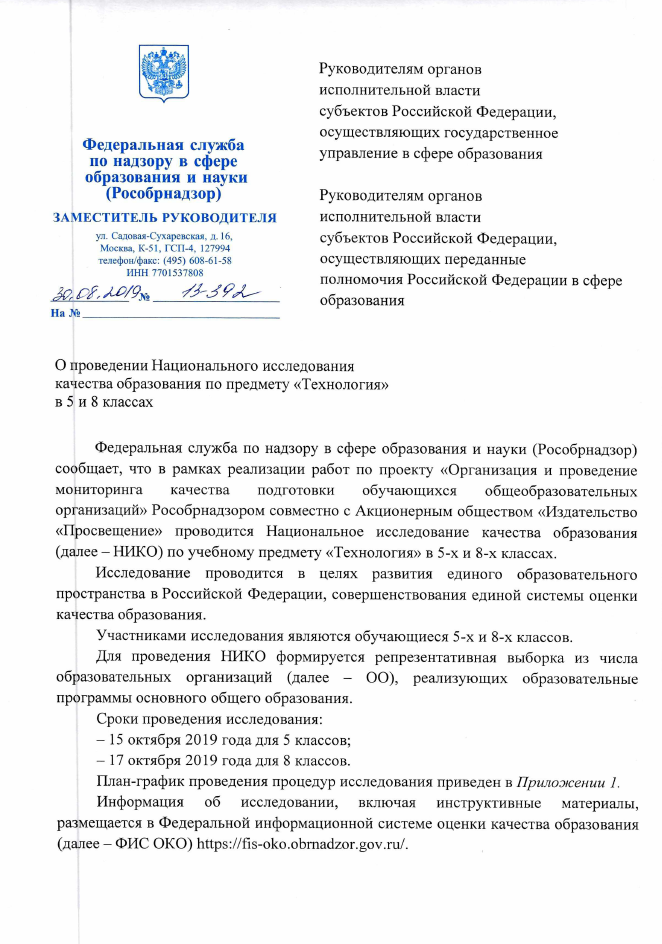 Федеральная служба
по надзору в сфере
образования и науки
(Рособрнадзор)
ЗАМЕСТИТЕЛЬ РУКОВОДИТЕЛЯ
ул. Садовая-Сухаревская, д. 16,
Москва, К-51, ГСП-4, 127994
телефон/факс: (495) 608-61-58
ИНН 7701537808
30.08.2019 № 13-392
На №
Руководителям органов
исполнительной власти
субъектов Российской Федерации,
осуществляющих государственное
управление в сфере образования
Руководителям органов
исполнительной власти
субъектов Российской Федерации,
осуществляющих переданные
полномочия Российской Федерации в сфере
образования
О проведении Национального исследования
качества образования по предмету «Технология»
в 5 и 8 классах
Федеральная служба по надзору в сфере образования и науки (Рособрнадзор)
сообщает, что в рамках реализации работ по проекту «Организация и проведение
мониторинга качества подготовки обучающихся общеобразовательных
организаций» Рособрнадзором совместно с Акционерным обществом «Издательство
«Просвещение» проводится Национальное исследование качества образования
(далее – НИКО) по учебному предмету «Технология» в 5-х и 8-х классах.
Исследование проводится в целях развития единого образовательного
пространства в Российской Федерации, совершенствования единой системы оценки
качества образования.
Участниками исследования являются обучающиеся 5-х и 8-х классов.
Для проведения НИКО формируется репрезентативная выборка из числа
образовательных организаций (далее – ОО), реализующих образовательные
программы основного общего образования.
Сроки проведения исследования:
– 15 октября 2019 года для 5 классов;
– 17 октября 2019 года для 8 классов.
План-график проведения процедур исследования приведен в Приложении 1.
Информация об исследовании, включая инструктивные материалы,
размещается в Федеральной информационной системе оценки качества образования
(далее – ФИС ОКО) https://fis-oko.obrnadzor.gov.ru/.